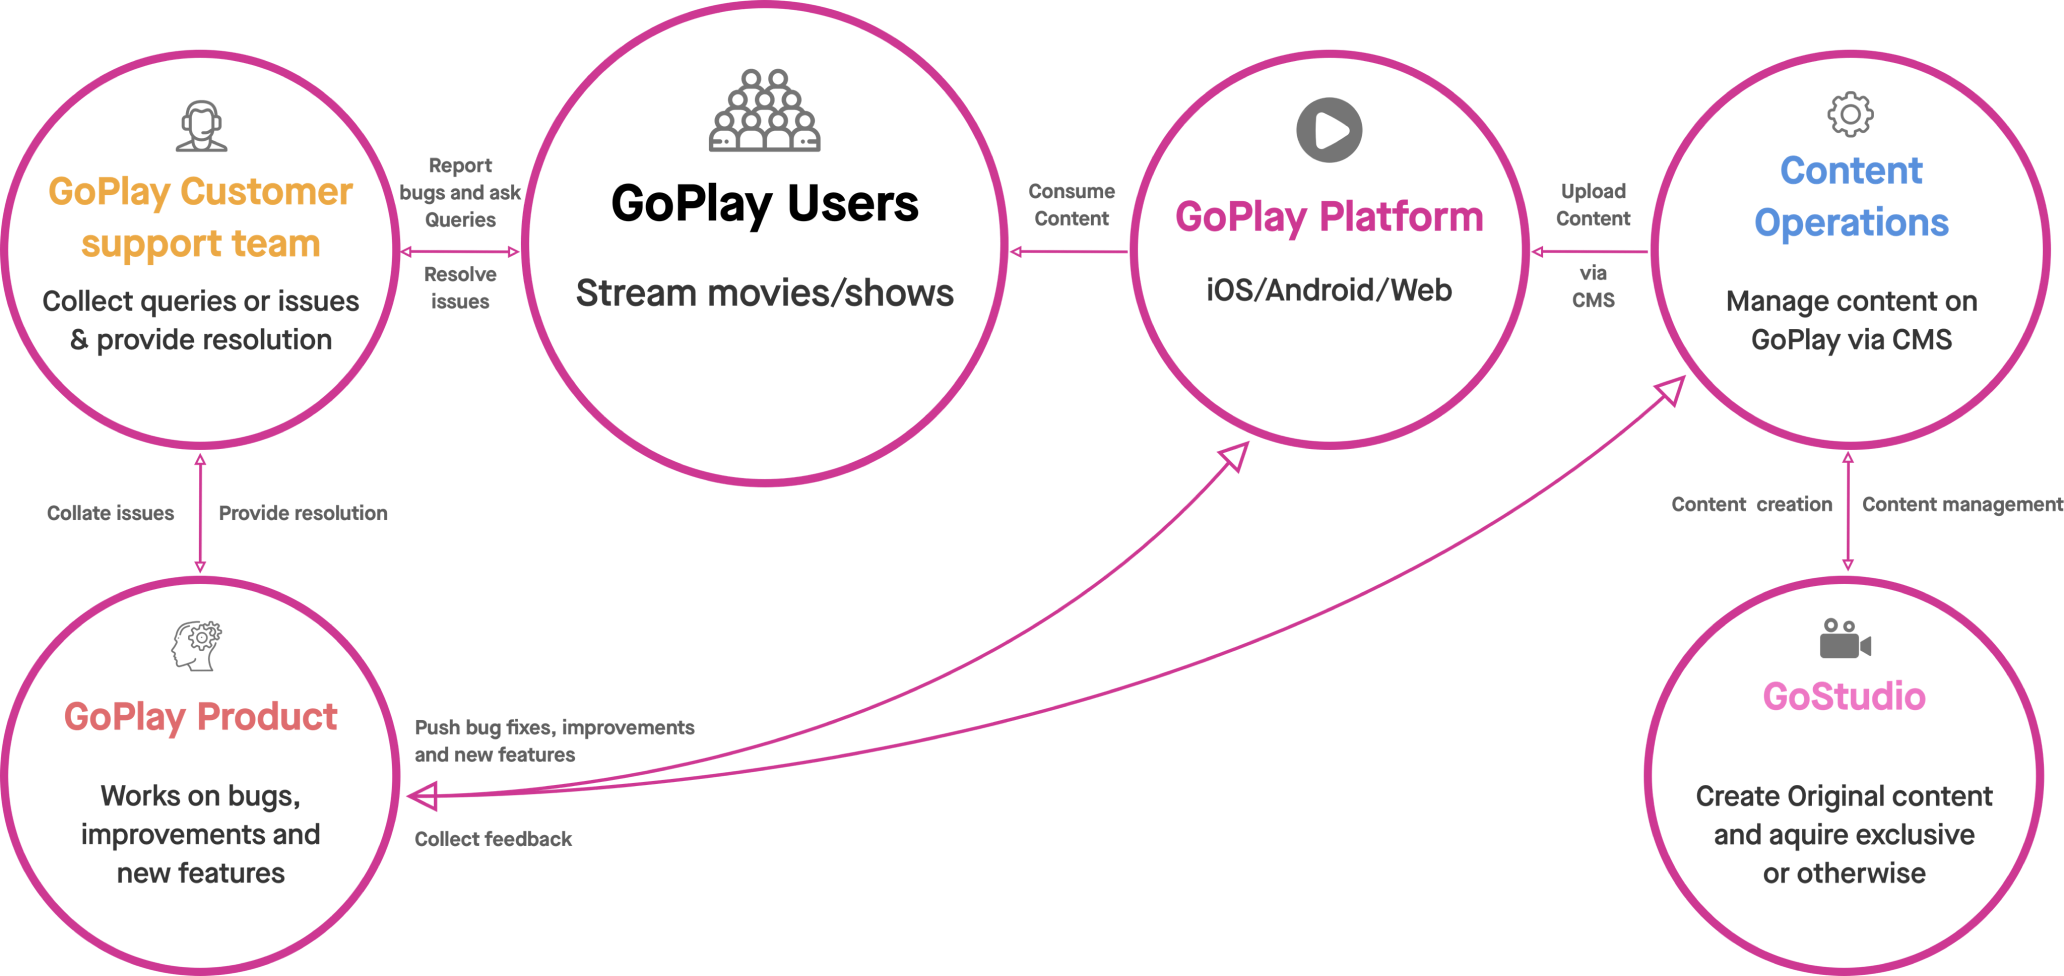 GoPlay Customer
support team
Collect queries or issues
& provide resolution
Report
bugs and ask
Queries
Resolve
issues
GoPlay Users
Stream movies/shows
Consume
Content
GoPlay Platform
iOS/Android/Web
Upload
Content
via
CMS
Content
Operations
Manage content on
GoPlay via CMS
Collate issues
Provide resolution
Content creation
Content management
GoPlay Product
Works on bugs,
improvements and
new features
Push bug fixes, improvements
and new features
Collect feedback
GoStudio
Create Original content
and aquire exclusive
or otherwise